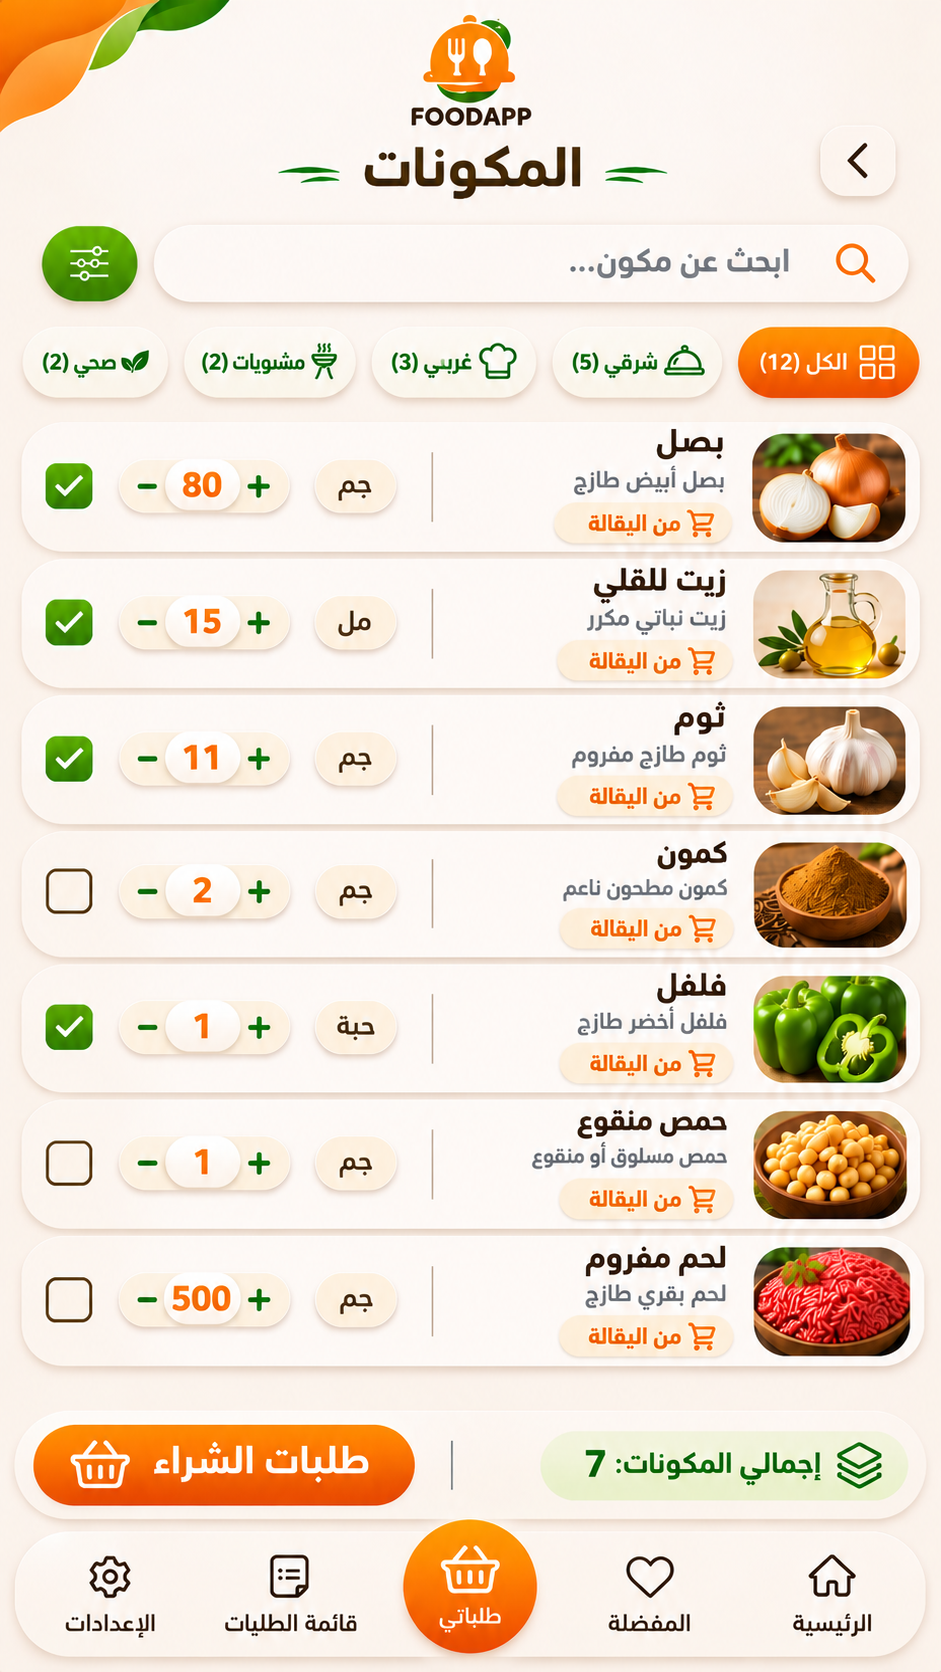 FOODAPP
المكونات
ابحث عن مكون...
الكل (12)
شرقي (5)
غربي (3)
مشويات (2)
صحي (2)
بصل
بصل أبيض طازج
من البقالة
جم
+ 80 -
زيت للقلي
زيت نباتي مكرر
من البقالة
مل
+ 15 -
ثوم
ثوم طازج مفروم
من البقالة
جم
+ 11 -
كمون
كمون مطحون ناعم
من البقالة
جم
+ 2 -
فلفل
فلفل أخضر طازج
من البقالة
حبة
+ 1 -
حمص منقوع
حمص مسلوق أو منقوع
من البقالة
جم
+ 1 -
لحم مفروم
لحم بقري طازج
من البقالة
جم
+ 500 -
إجمالي المكونات: 7
طلبات الشراء
الرئيسية
المفضلة
طلباتي
قائمة الطلبات
الإعدادات